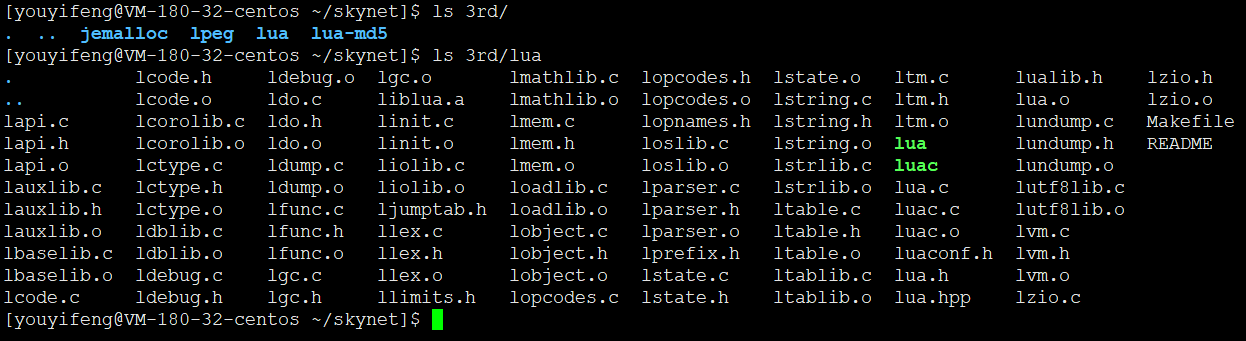 [youyifeng@VM-180-32-centos ~/skynet]$ ls 3rd/
. .. jemalloc lpeg lua lua-md5
[youyifeng@VM-180-32-centos ~/skynet]$ ls 3rd/lua
. lcode.h ldebug.o lgc.o lmathlib.c lopcodes.h lstate.o ltm.c lualib.h lzio.h
.. lcode.o ldo.c liblua.a lmathlib.o lopcodes.o lstring.c ltm.h lua.o lzio.o
lapi.c lcorolib.c ldo.h linit.c lmem.c lopnames.h lstring.h ltm.o lundump.c Makefile
lapi.h lcorolib.o ldo.o linit.o lmem.h loslib.c lstring.o lua lundump.h README
lapi.o lctype.c ldump.c liolib.c lmem.o loslib.o lstrlib.c luac lundump.o
lauxlib.c lctype.h ldump.o liolib.o loadlib.c lparser.c lstrlib.o lua.c lutf8lib.c
lauxlib.h lctype.o lfunc.c ljumptab.h loadlib.o lparser.h ltable.c luac.c lutf8lib.o
lauxlib.o ldblib.c lfunc.h llex.c lobject.c lparser.o ltable.h luac.o lvm.c
lbaselib.c ldblib.o lfunc.o llex.h lobject.h lprefix.h ltable.o luaconf.h lvm.h
lbaselib.o ldebug.c lgc.c llex.o lobject.o lstate.c ltablib.c lua.h lvm.o
lcode.c ldebug.h lgc.h llimits.h lopcodes.c lstate.h ltablib.o lua.hpp lzio.c
[youyifeng@VM-180-32-centos ~/skynet]$